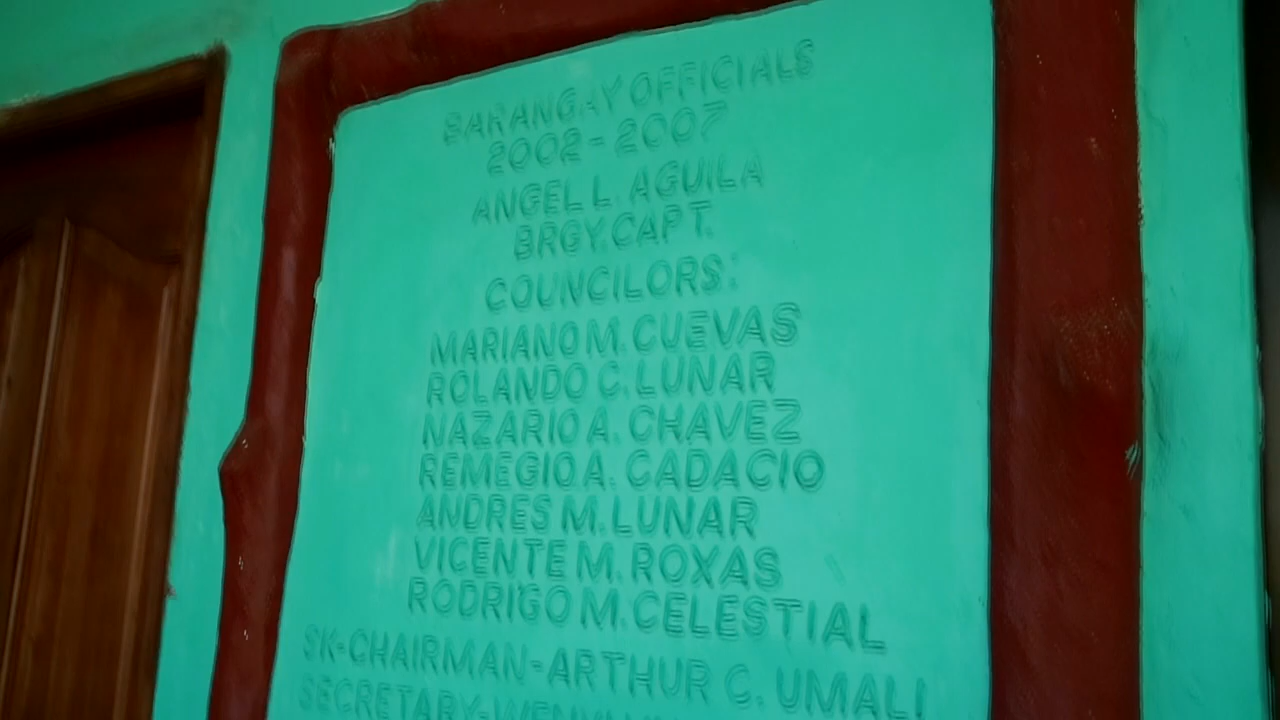 BARANGAY OFFICIALS
2002-2007
ANGEL L. AGUILA
BRGY. CAPT.
COUNCILORS:
MARIANO M. CUEVAS
ROLANDO C. LUNAR
NAZARIO A. CHAVEZ
REMEGIO A. CADACIO
ANDRES M. LUNAR
VICENTE M. ROXAS
RODRIGO M. CELESTIAL
SK-CHAIRMAN-ARTHUR C. UMALI
SECRETARY-